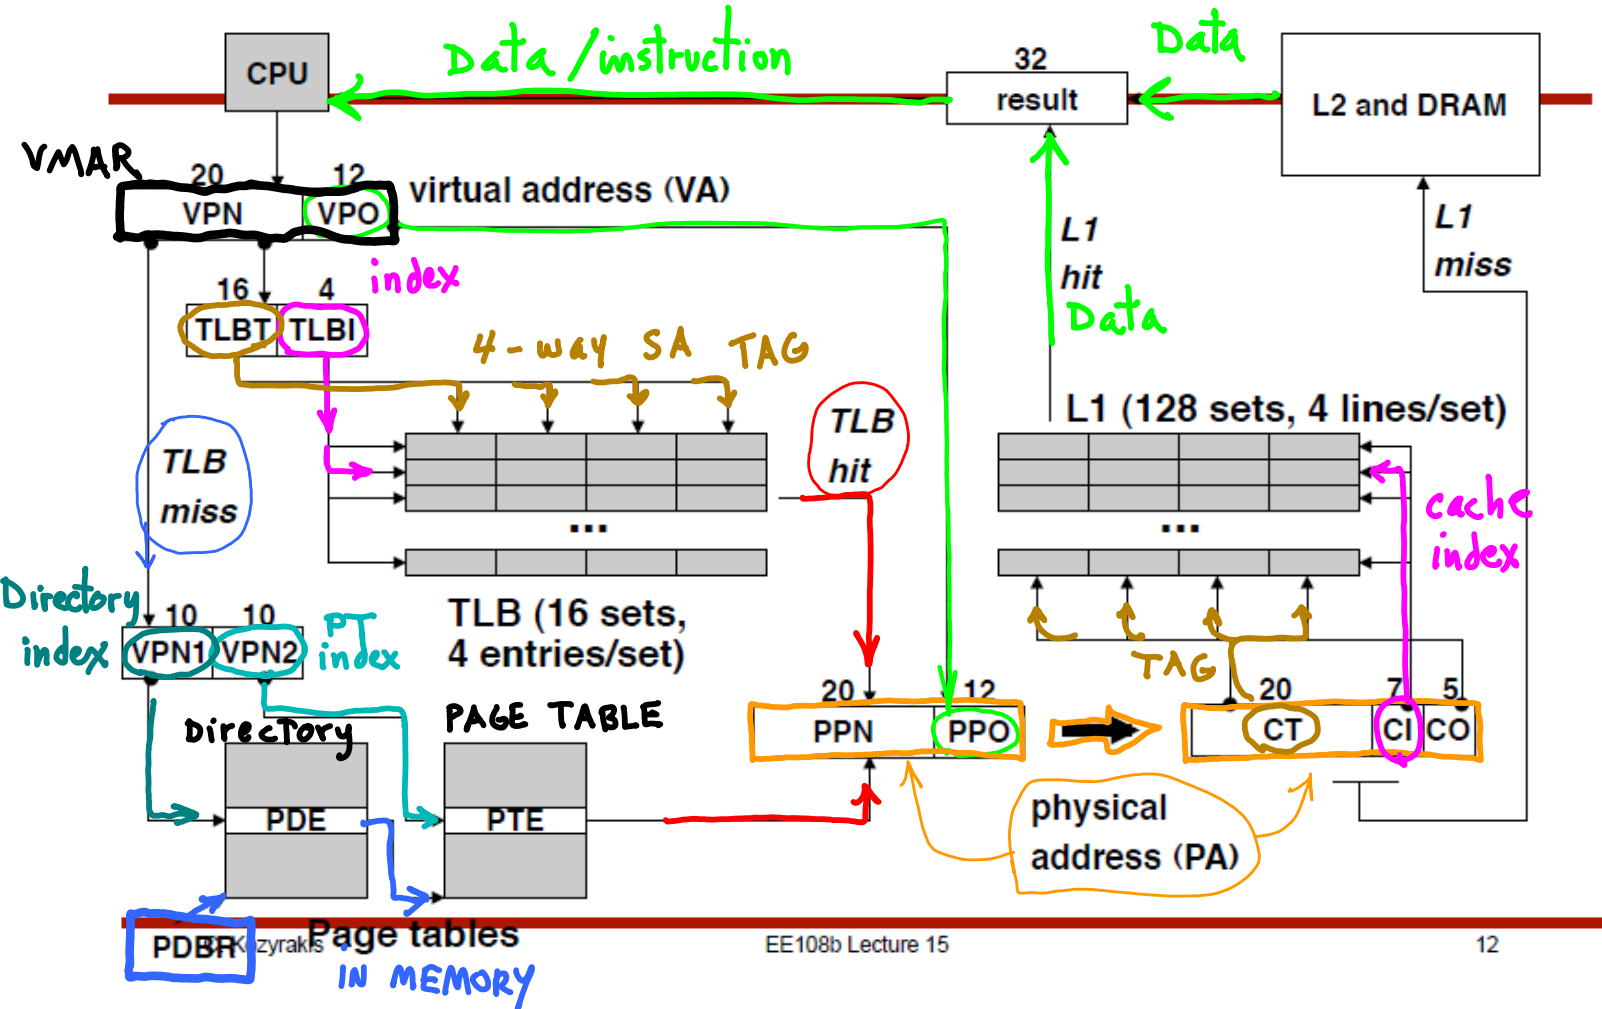 Data/instruction
Data
CPU
32
result
L2 and DRAM
VMAR
20
12
VPN
VPO
virtual address (VA)
L1
hit
L1
miss
index
16
4
TLBT
TLBI
Data
4-way SA TAG
TLB
hit
L1 (128 sets, 4 lines/set)
TLB
miss
...
...
cache
index
Directory
index
10
10
VPN1
VPN2
PT
index
TLB (16 sets,
4 entries/set)
TAG
20
12
PPN
PPO
20
7
5
CT
CI
CO
Directory
PAGE TABLE
PDE
PTE
physical
address (PA)
PDBR
Kozyrakis
Page tables
IN MEMORY
EE108b Lecture 15
12